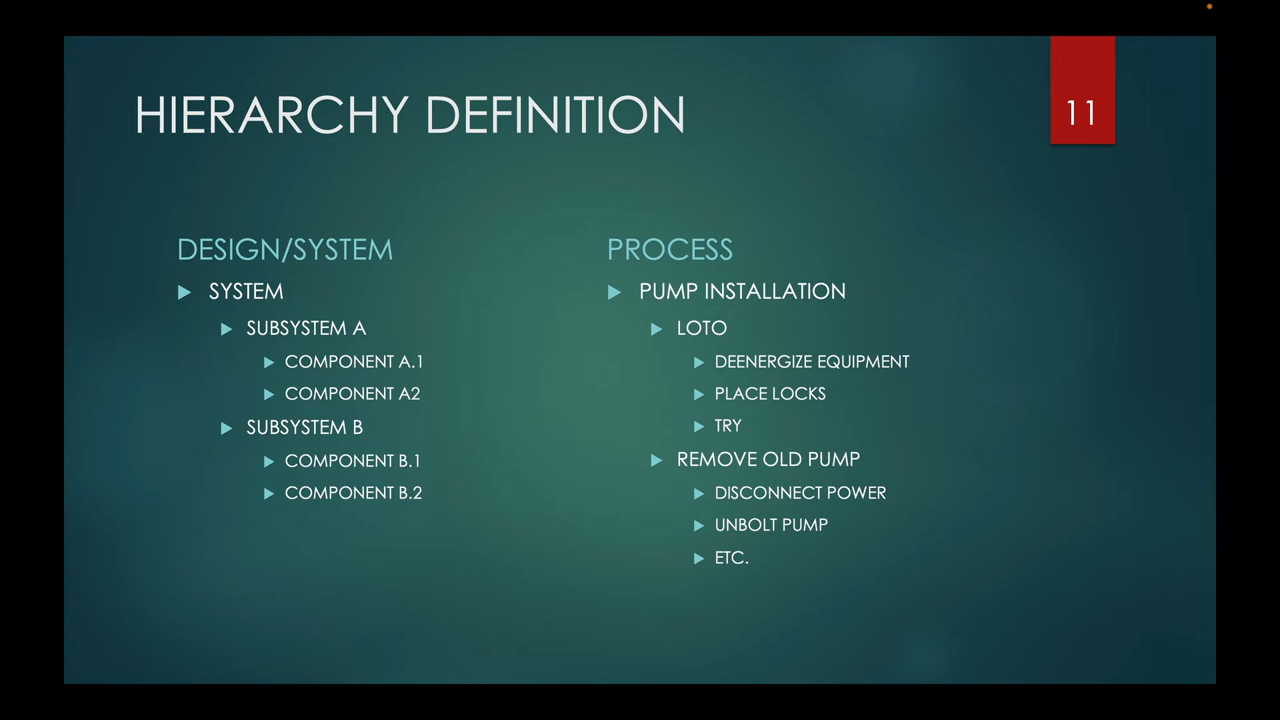 HIERARCHY DEFINITION
11
DESIGN/SYSTEM
SYSTEM
SUBSYSTEM A
COMPONENT A.1
COMPONENT A2
SUBSYSTEM B
COMPONENT B.1
COMPONENT B.2
PROCESS
PUMP INSTALLATION
LOTO
DEENERGIZE EQUIPMENT
PLACE LOCKS
TRY
REMOVE OLD PUMP
DISCONNECT POWER
UNBOLT PUMP
ETC.